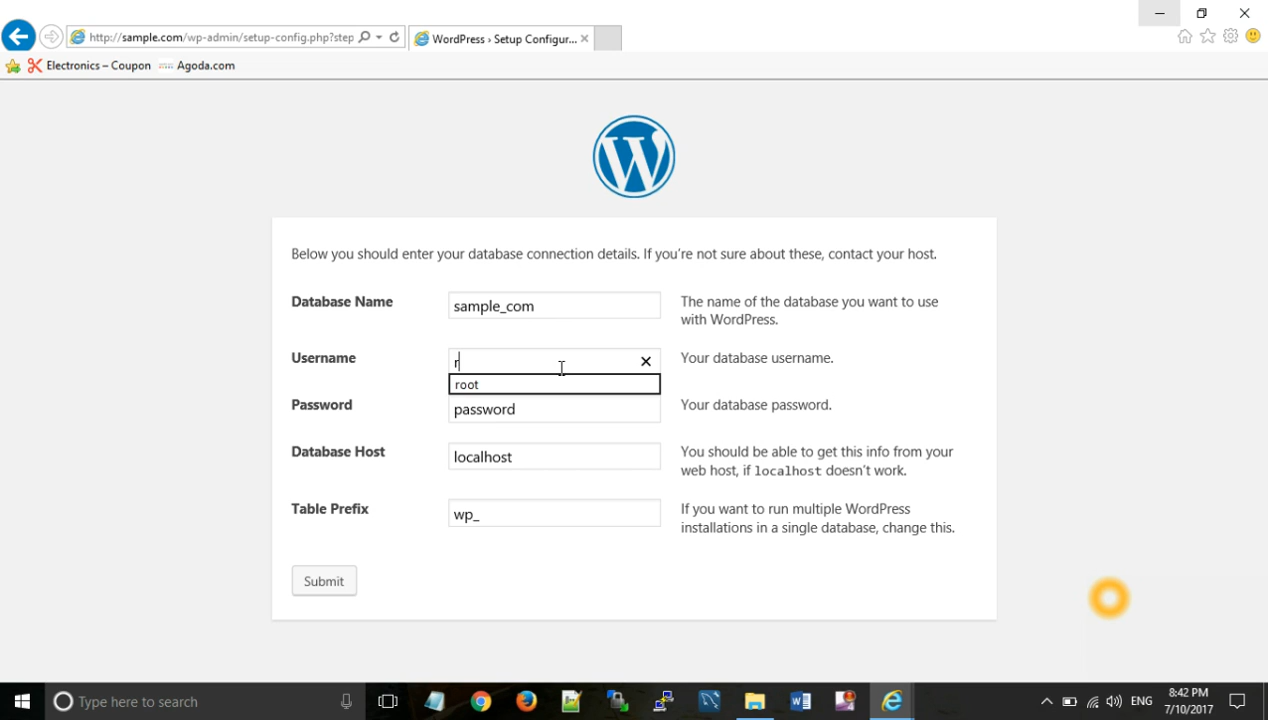 http://sample.com/wp-admin/setup-config.php?step
WordPress › Setup Configur...
Electronics – Coupon
Agoda.com
Below you should enter your database connection details. If you're not sure about these, contact your host.
Database Name
sample_com
The name of the database you want to use
with WordPress.
Username
r
Your database username.
root
Password
password
Your database password.
Database Host
localhost
You should be able to get this info from your
web host, if localhost doesn't work.
Table Prefix
wp_
If you want to run multiple WordPress
installations in a single database, change this.
Submit
Type here to search
ENG
8:42 PM
7/10/2017